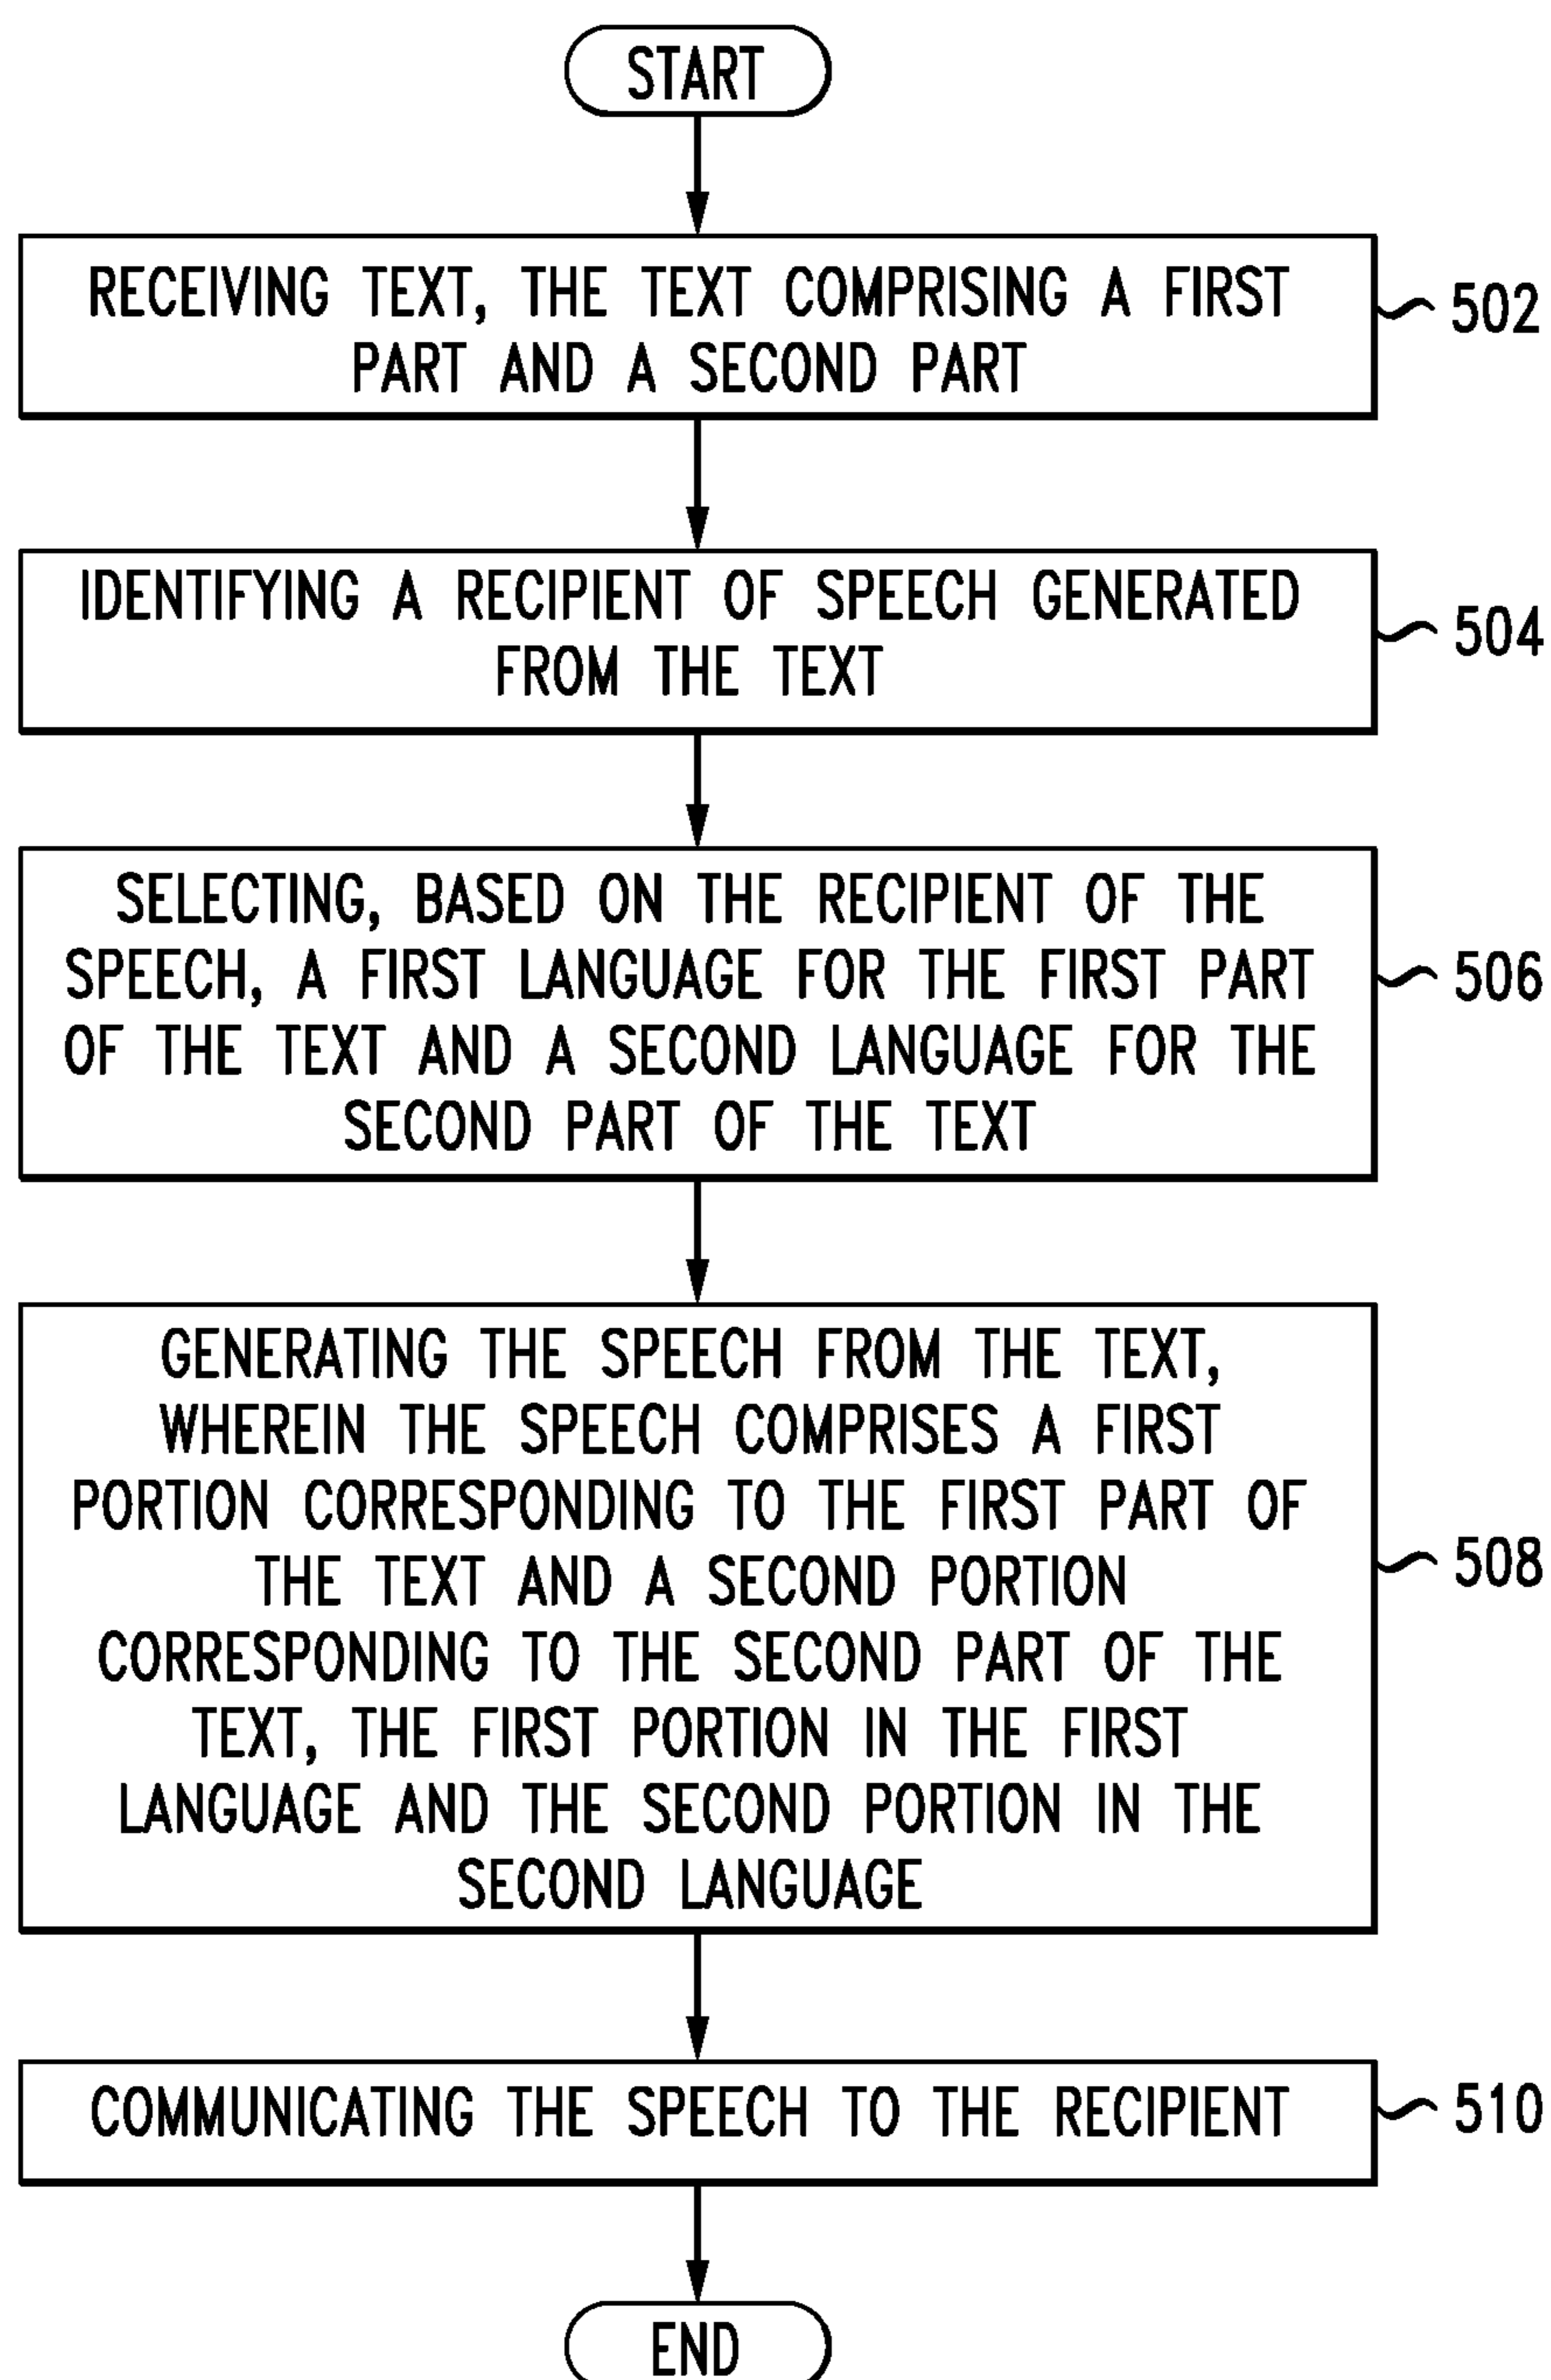 START
RECEIVING TEXT, THE TEXT COMPRISING A FIRST
PART AND A SECOND PART
502
IDENTIFYING A RECIPIENT OF SPEECH GENERATED
FROM THE TEXT
504
SELECTING, BASED ON THE RECIPIENT OF THE
SPEECH, A FIRST LANGUAGE FOR THE FIRST PART
OF THE TEXT AND A SECOND LANGUAGE FOR THE
SECOND PART OF THE TEXT
506
GENERATING THE SPEECH FROM THE TEXT,
WHEREIN THE SPEECH COMPRISES A FIRST
PORTION CORRESPONDING TO THE FIRST PART OF
THE TEXT AND A SECOND PORTION
CORRESPONDING TO THE SECOND PART OF THE
TEXT, THE FIRST PORTION IN THE FIRST
LANGUAGE AND THE SECOND PORTION IN THE
SECOND LANGUAGE
508
COMMUNICATING THE SPEECH TO THE RECIPIENT
510
END